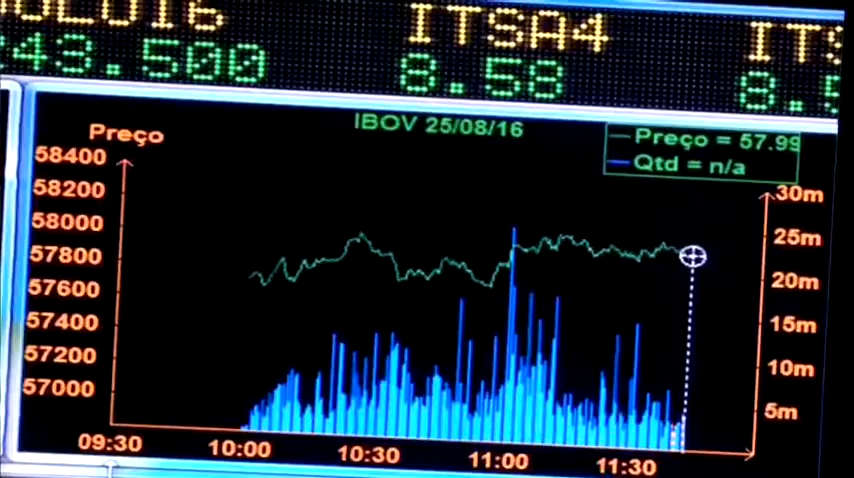 ITSA4
43.500 8.58
IBOV 25/08/16
Preço
Preço = 57.99
Qtd = n/a
58400
58200
58000
57800
57600
57400
57200
57000
30m
25m
20m
15m
10m
5m
09:30 10:00 10:30 11:00 11:30